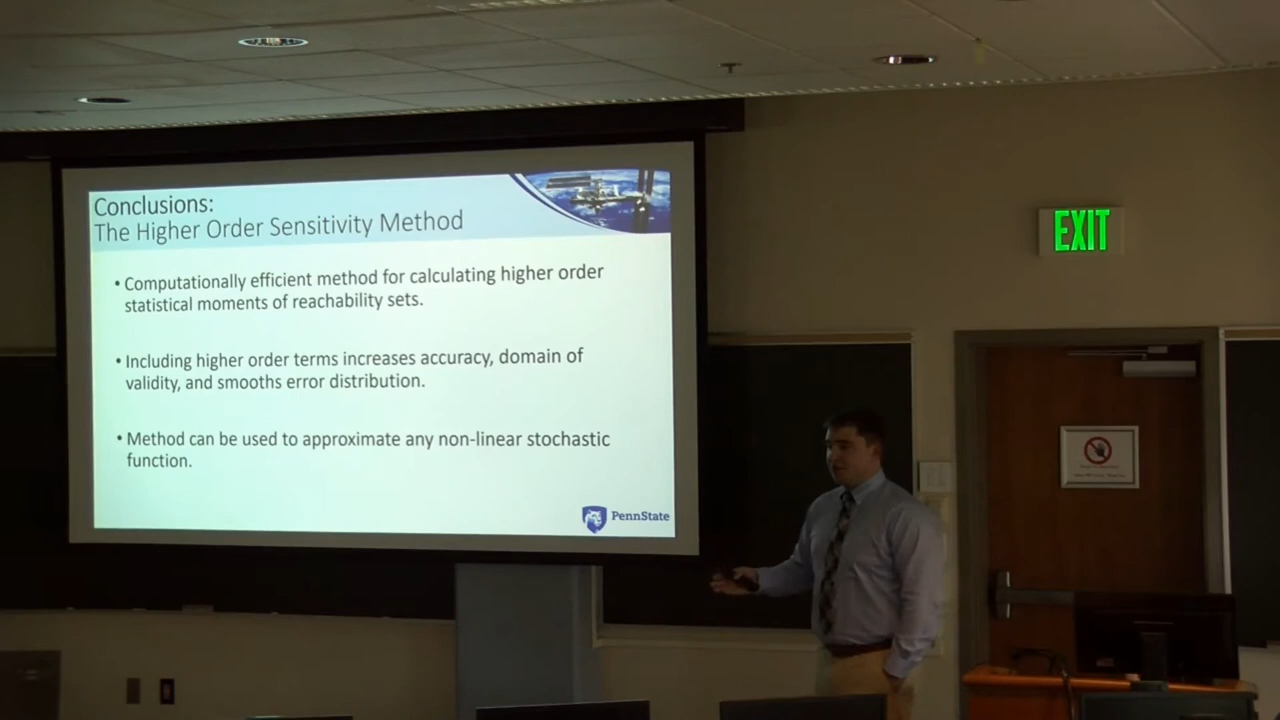 Conclusions:
The Higher Order Sensitivity Method
• Computationally efficient method for calculating higher order
statistical moments of reachability sets.
• Including higher order terms increases accuracy, domain of
validity, and smooths error distribution.
• Method can be used to approximate any non-linear stochastic
function.
PennState
EXIT